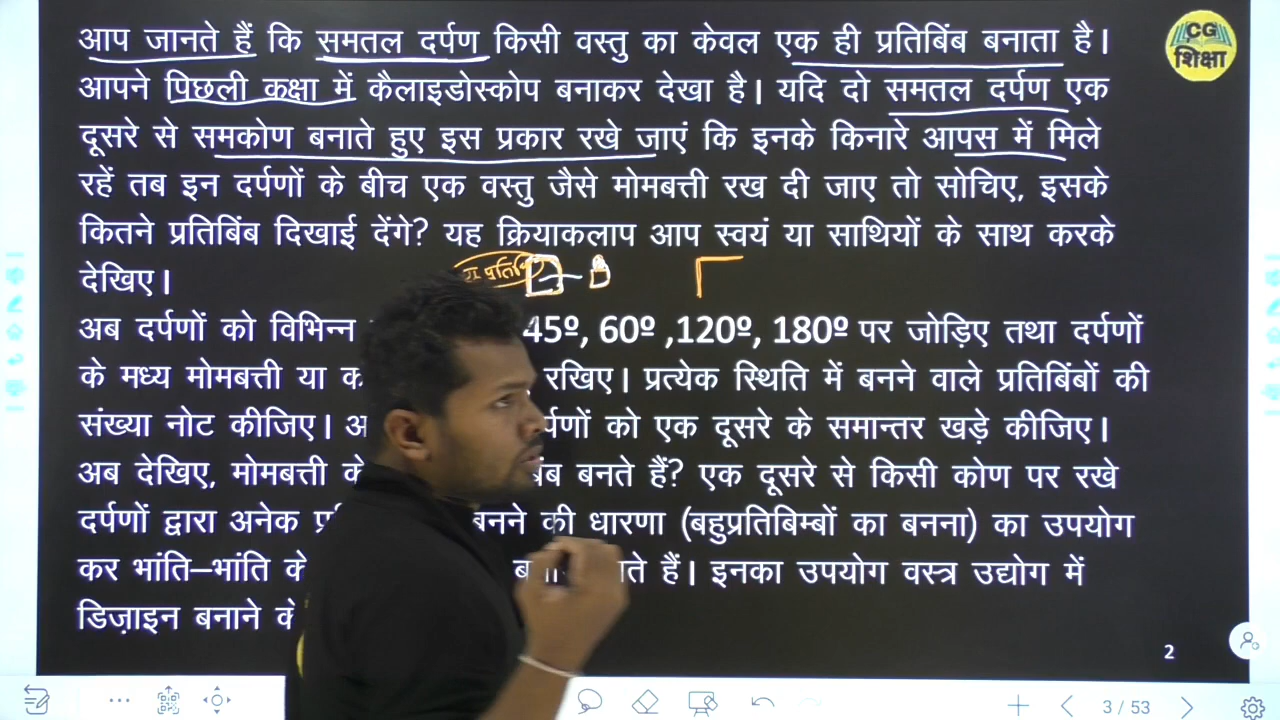 आप जानते हैं कि समतल दर्पण किसी वस्तु का केवल एक ही प्रतिबिंब बनाता है।
CG
शिक्षा
आपने पिछली कक्षा में कैलाइडोस्कोप बनाकर देखा है। यदि दो समतल दर्पण एक
दूसरे से समकोण बनाते हुए इस प्रकार रखे जाएं कि इनके किनारे आपस में मिले
रहें तब इन दर्पणों के बीच एक वस्तु जैसे मोमबत्ती रख दी जाए तो सोचिए, इसके
कितने प्रतिबिंब दिखाई देंगे? यह क्रियाकलाप आप स्वयं या साथियों के साथ करके
देखिए।
अब दर्पणों को विभिन्न 45º, 60º ,120º, 180º पर जोड़िए तथा दर्पणों
के मध्य मोमबत्ती या रखिए। प्रत्येक स्थिति में बनने वाले प्रतिबिंबों की
संख्या नोट कीजिए। को एक दूसरे के समान्तर खड़े कीजिए।
अब देखिए, मोमबत्ती बनते हैं? एक दूसरे से किसी कोण पर रखे
दर्पणों द्वारा अनेक बनने की धारणा (बहुप्रतिबिम्बों का बनना) का उपयोग
कर भांति–भांति हैं। इनका उपयोग वस्त्र उद्योग में
डिज़ाइन बनाने
2
3 / 53